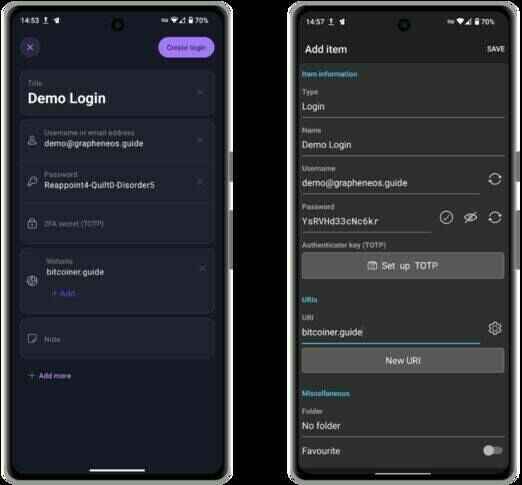 14:53
70%
Create login
Title
Demo Login
Username or email address
demo@grapheneos.guide
Password
Reappoint4-Quilt0-Disorder5
2FA secret (TOTP)
Website
bitcoiner.guide
+ Add
Note
+ Add more
14:57
70%
Add item
SAVE
Item information
Type
Login
Name
Demo Login
Username
demo@grapheneos.guide
Password
YsRVHd33cNc6kr
Authenticator key (TOTP)
Set up TOTP
URIs
URI
bitcoiner.guide
New URI
Miscellaneous
Folder
No folder
Favourite